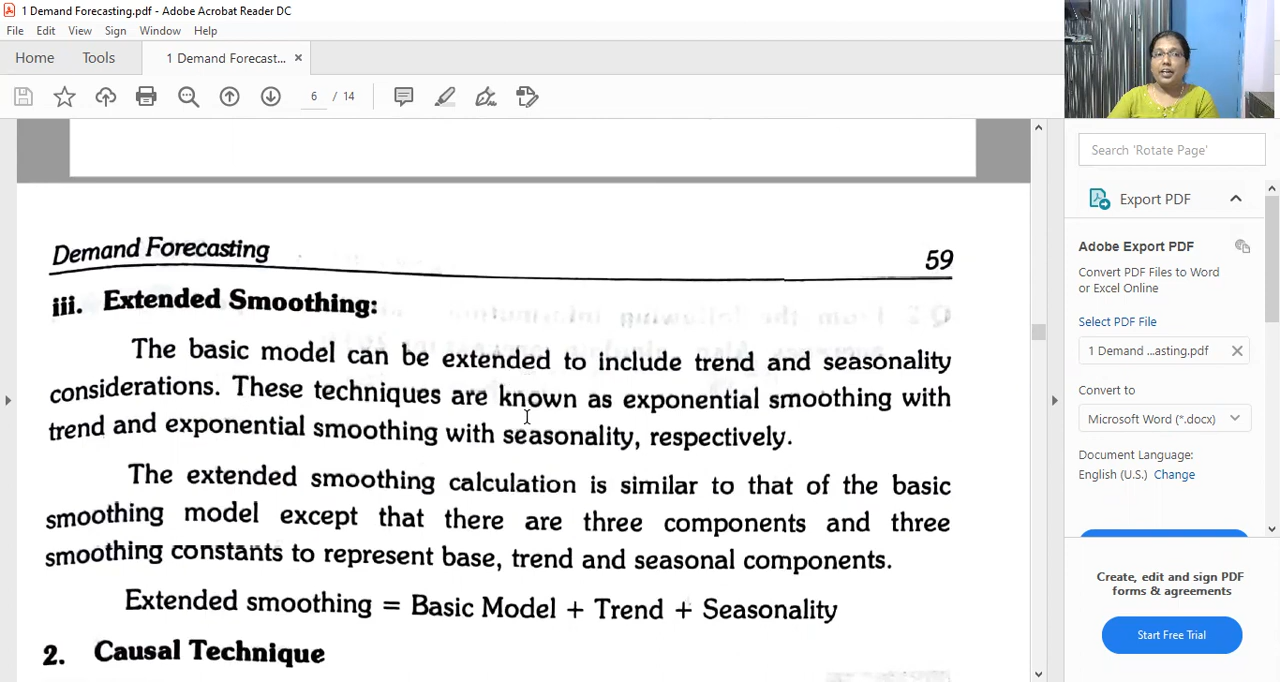 1 Demand Forecasting.pdf - Adobe Acrobat Reader DC
File Edit View Sign Window Help
Home Tools 1 Demand Forecast... ×
6 / 14
Search 'Rotate Page'
Export PDF
Adobe Export PDF
Convert PDF Files to Word
or Excel Online
Select PDF File
1 Demand ...asting.pdf
Convert to
Microsoft Word (*.docx)
Document Language:
English (U.S.) Change
Create, edit and sign PDF
forms & agreements
Start Free Trial
Demand Forecasting 59
iii. Extended Smoothing:
The basic model can be extended to include trend and seasonality
considerations. These techniques are known as exponential smoothing with
trend and exponential smoothing with seasonality, respectively.
The extended smoothing calculation is similar to that of the basic
smoothing model except that there are three components and three
smoothing constants to represent base, trend and seasonal components.
Extended smoothing = Basic Model + Trend + Seasonality
2. Causal Technique